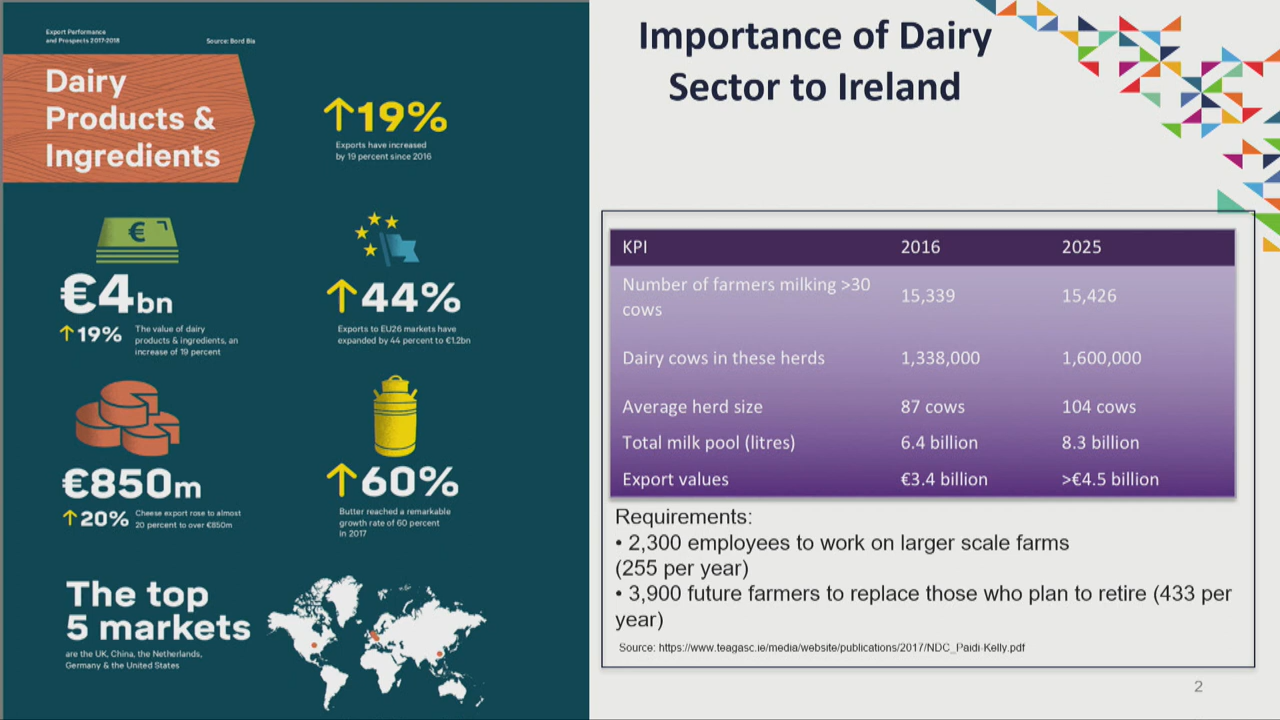 Export Performance
and Prospects 2017-2018
Source: Bord Bia
Dairy
Products &
Ingredients
↑19%
Exports have increased
by 19 percent since 2016
€
€4bn
↑19%
The value of dairy
products & ingredients, an
increase of 19 percent
↑44%
Exports to EU26 markets have
expanded by 44 percent to €1.2bn
€850m
↑20%
Cheese export rose to almost
20 percent to over €850m
↑60%
Butter reached a remarkable
growth rate of 60 percent
in 2017
The top
5 markets
are the UK, China, the Netherlands,
Germany & the United States
Importance of Dairy
Sector to Ireland
KPI 2016 2025
Number of farmers milking >30
cows 15,339 15,426
Dairy cows in these herds 1,338,000 1,600,000
Average herd size 87 cows 104 cows
Total milk pool (litres) 6.4 billion 8.3 billion
Export values €3.4 billion >€4.5 billion
Requirements:
• 2,300 employees to work on larger scale farms
(255 per year)
• 3,900 future farmers to replace those who plan to retire (433 per
year)
Source: https://www.teagasc.ie/media/website/publications/2017/NDC_Paidi-Kelly.pdf
2